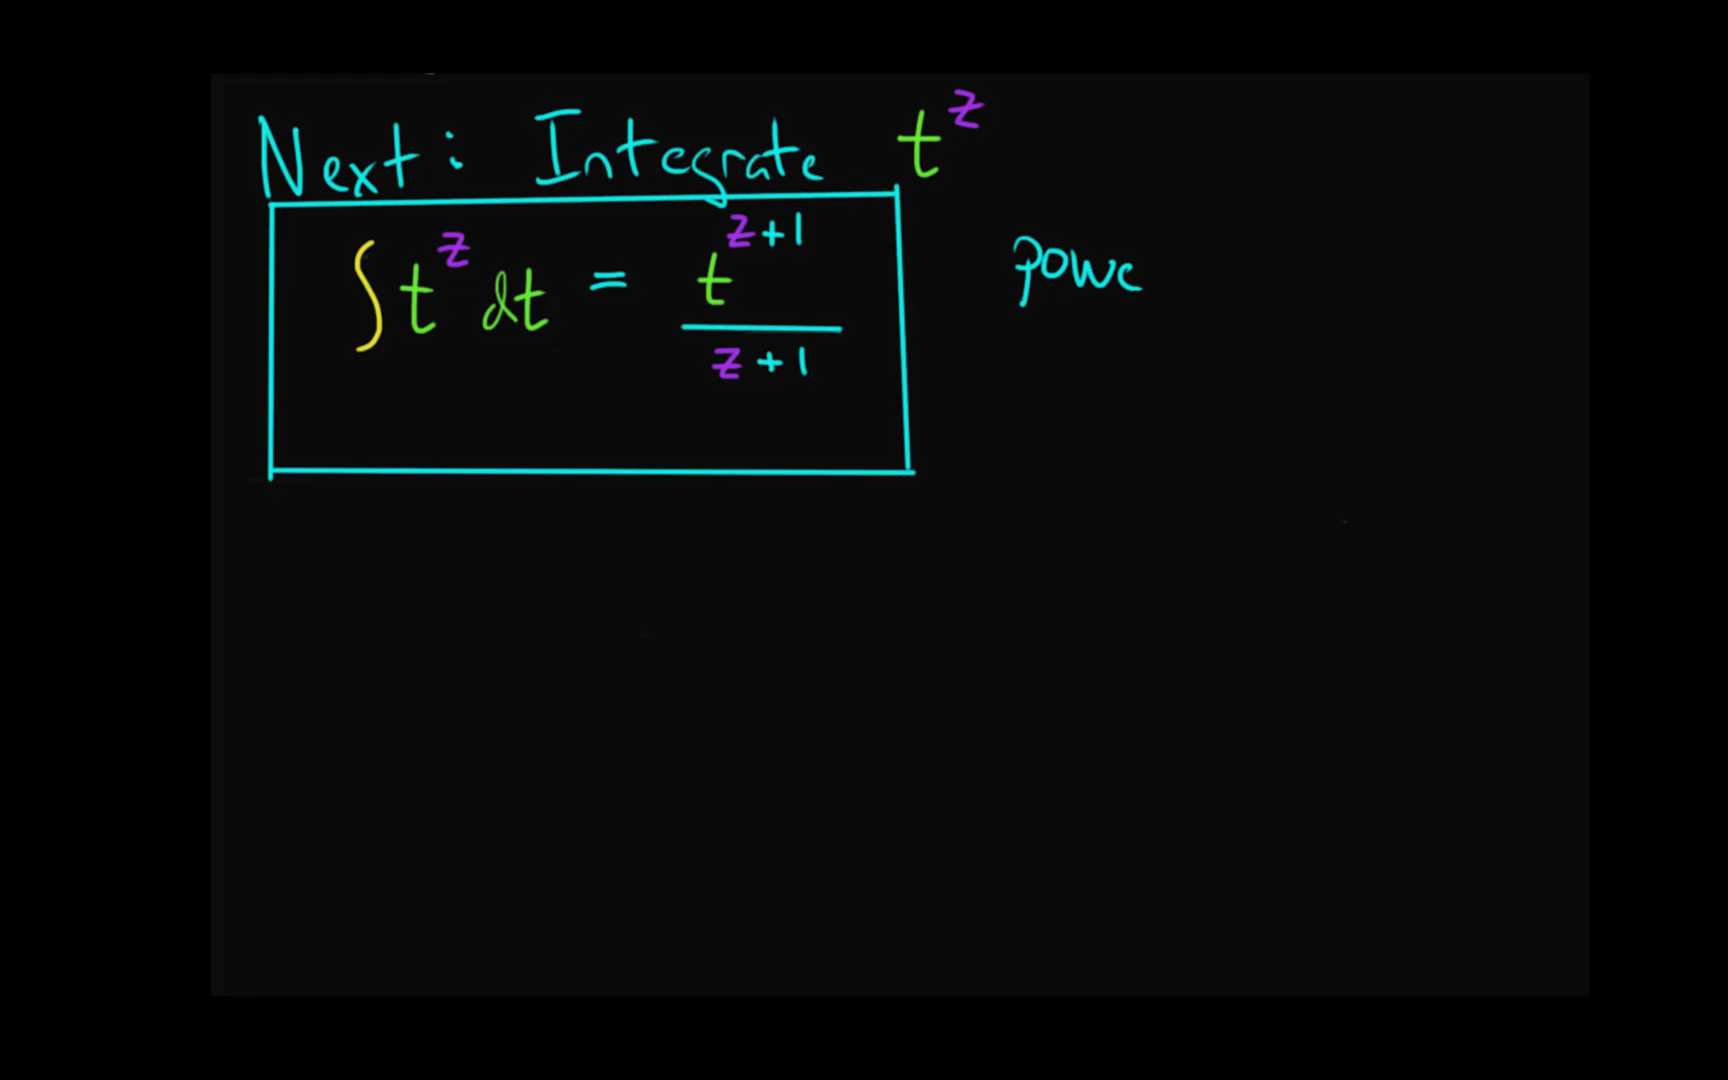 Next: Integrate t^z
∫ t^z dt = t^(z+1) / (z+1)
powe